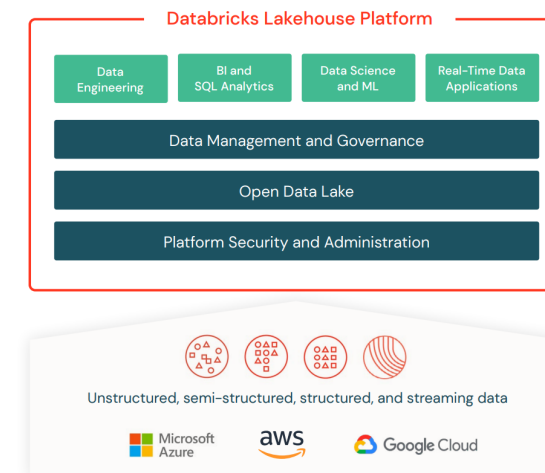 Databricks Lakehouse Platform
Data
Engineering
BI and
SQL Analytics
Data Science
and ML
Real-Time Data
Applications
Data Management and Governance
Open Data Lake
Platform Security and Administration
Unstructured, semi-structured, structured, and streaming data
Microsoft
Azure
aws
Google Cloud